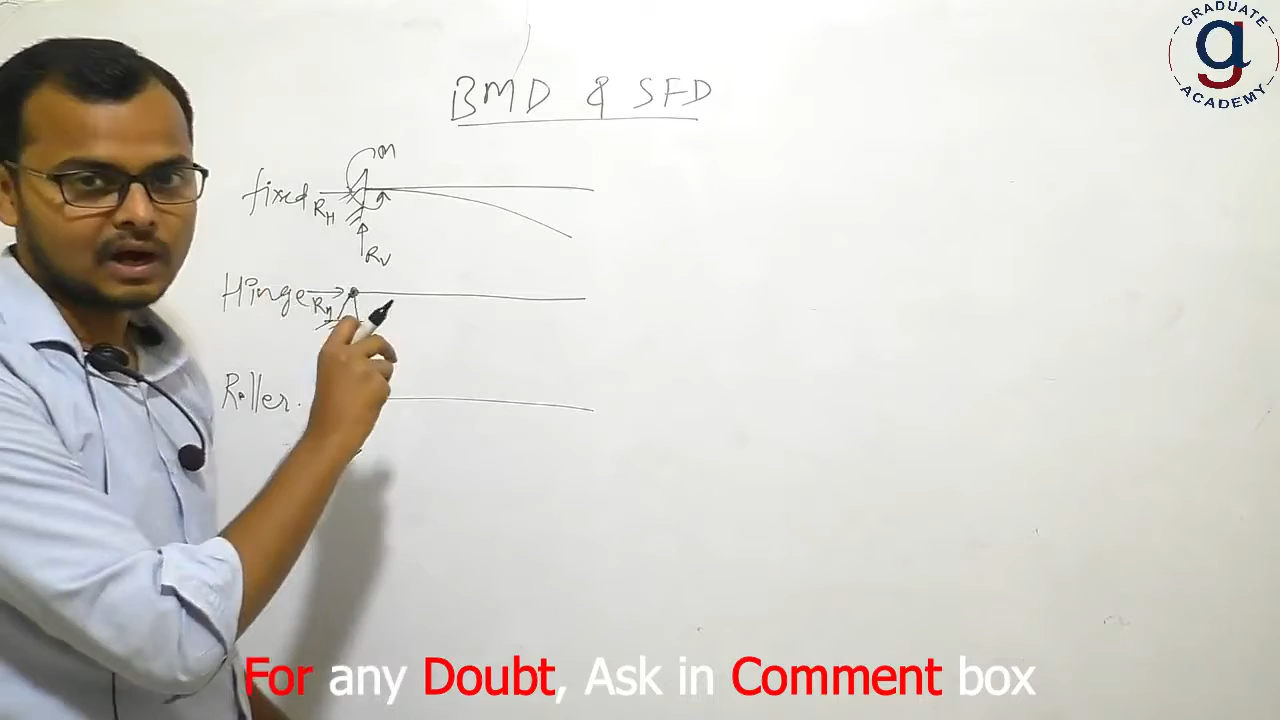 GRADUATE
ACADEMY
BMD & SFD
M
fixed RH
RV
Hinge RH
Roller.
For any Doubt, Ask in Comment box